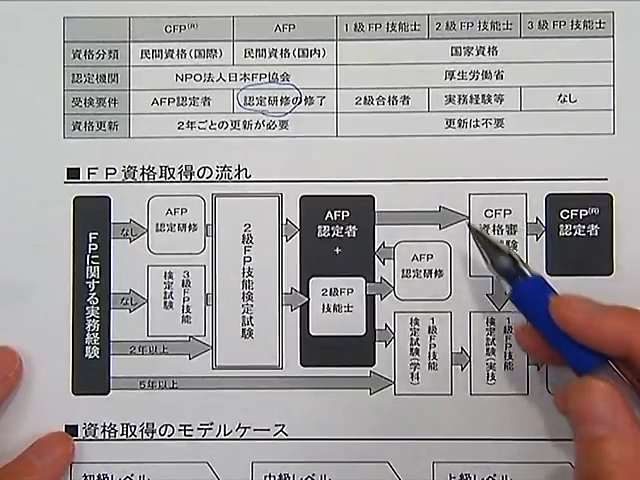 CFP(R) AFP 1級FP技能士 2級FP技能士 3級FP技能士
資格分類 民間資格(国際) 民間資格(国内) 国家資格
認定機関 NPO法人日本FP協会 厚生労働省
受検要件 AFP認定者 認定研修の修了 2級合格者 実務経験等 なし
資格更新 2年ごとの更新が必要 更新は不要
■FP資格取得の流れ
FPに関する実務経験
なし
AFP
認定研修
なし
3級FP技能
検定試験
2年以上
5年以上
2級FP技能検定試験
AFP
認定者
+
2級FP
技能士
AFP
認定研修
1級FP技能
検定試験(学科)
CFP
資格審
験
1級FP技能
検定試験(実技)
CFP(R)
認定者
■資格取得のモデルケース
初級レベル 中級レベル 上級レベル